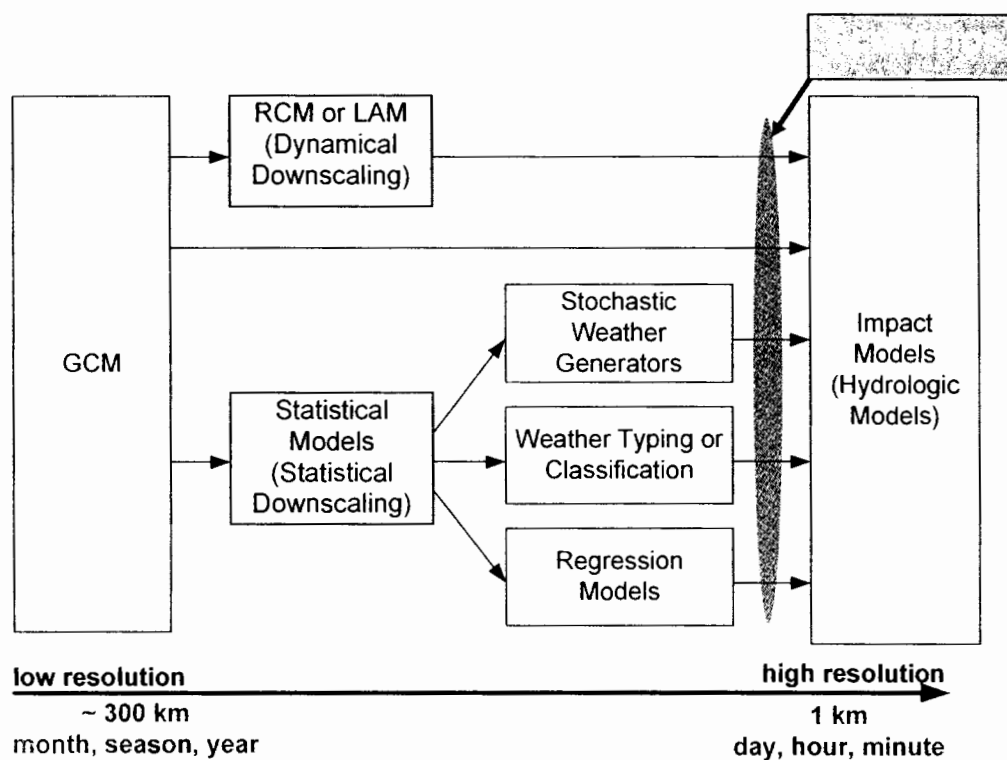 RCM or LAM
(Dynamical
Downscaling)
GCM
Stochastic
Weather
Generators
Statistical
Models
(Statistical
Downscaling)
Weather Typing or
Classification
Regression
Models
Impact
Models
(Hydrologic
Models)
low resolution
~ 300 km
month, season, year
high resolution
1 km
day, hour, minute